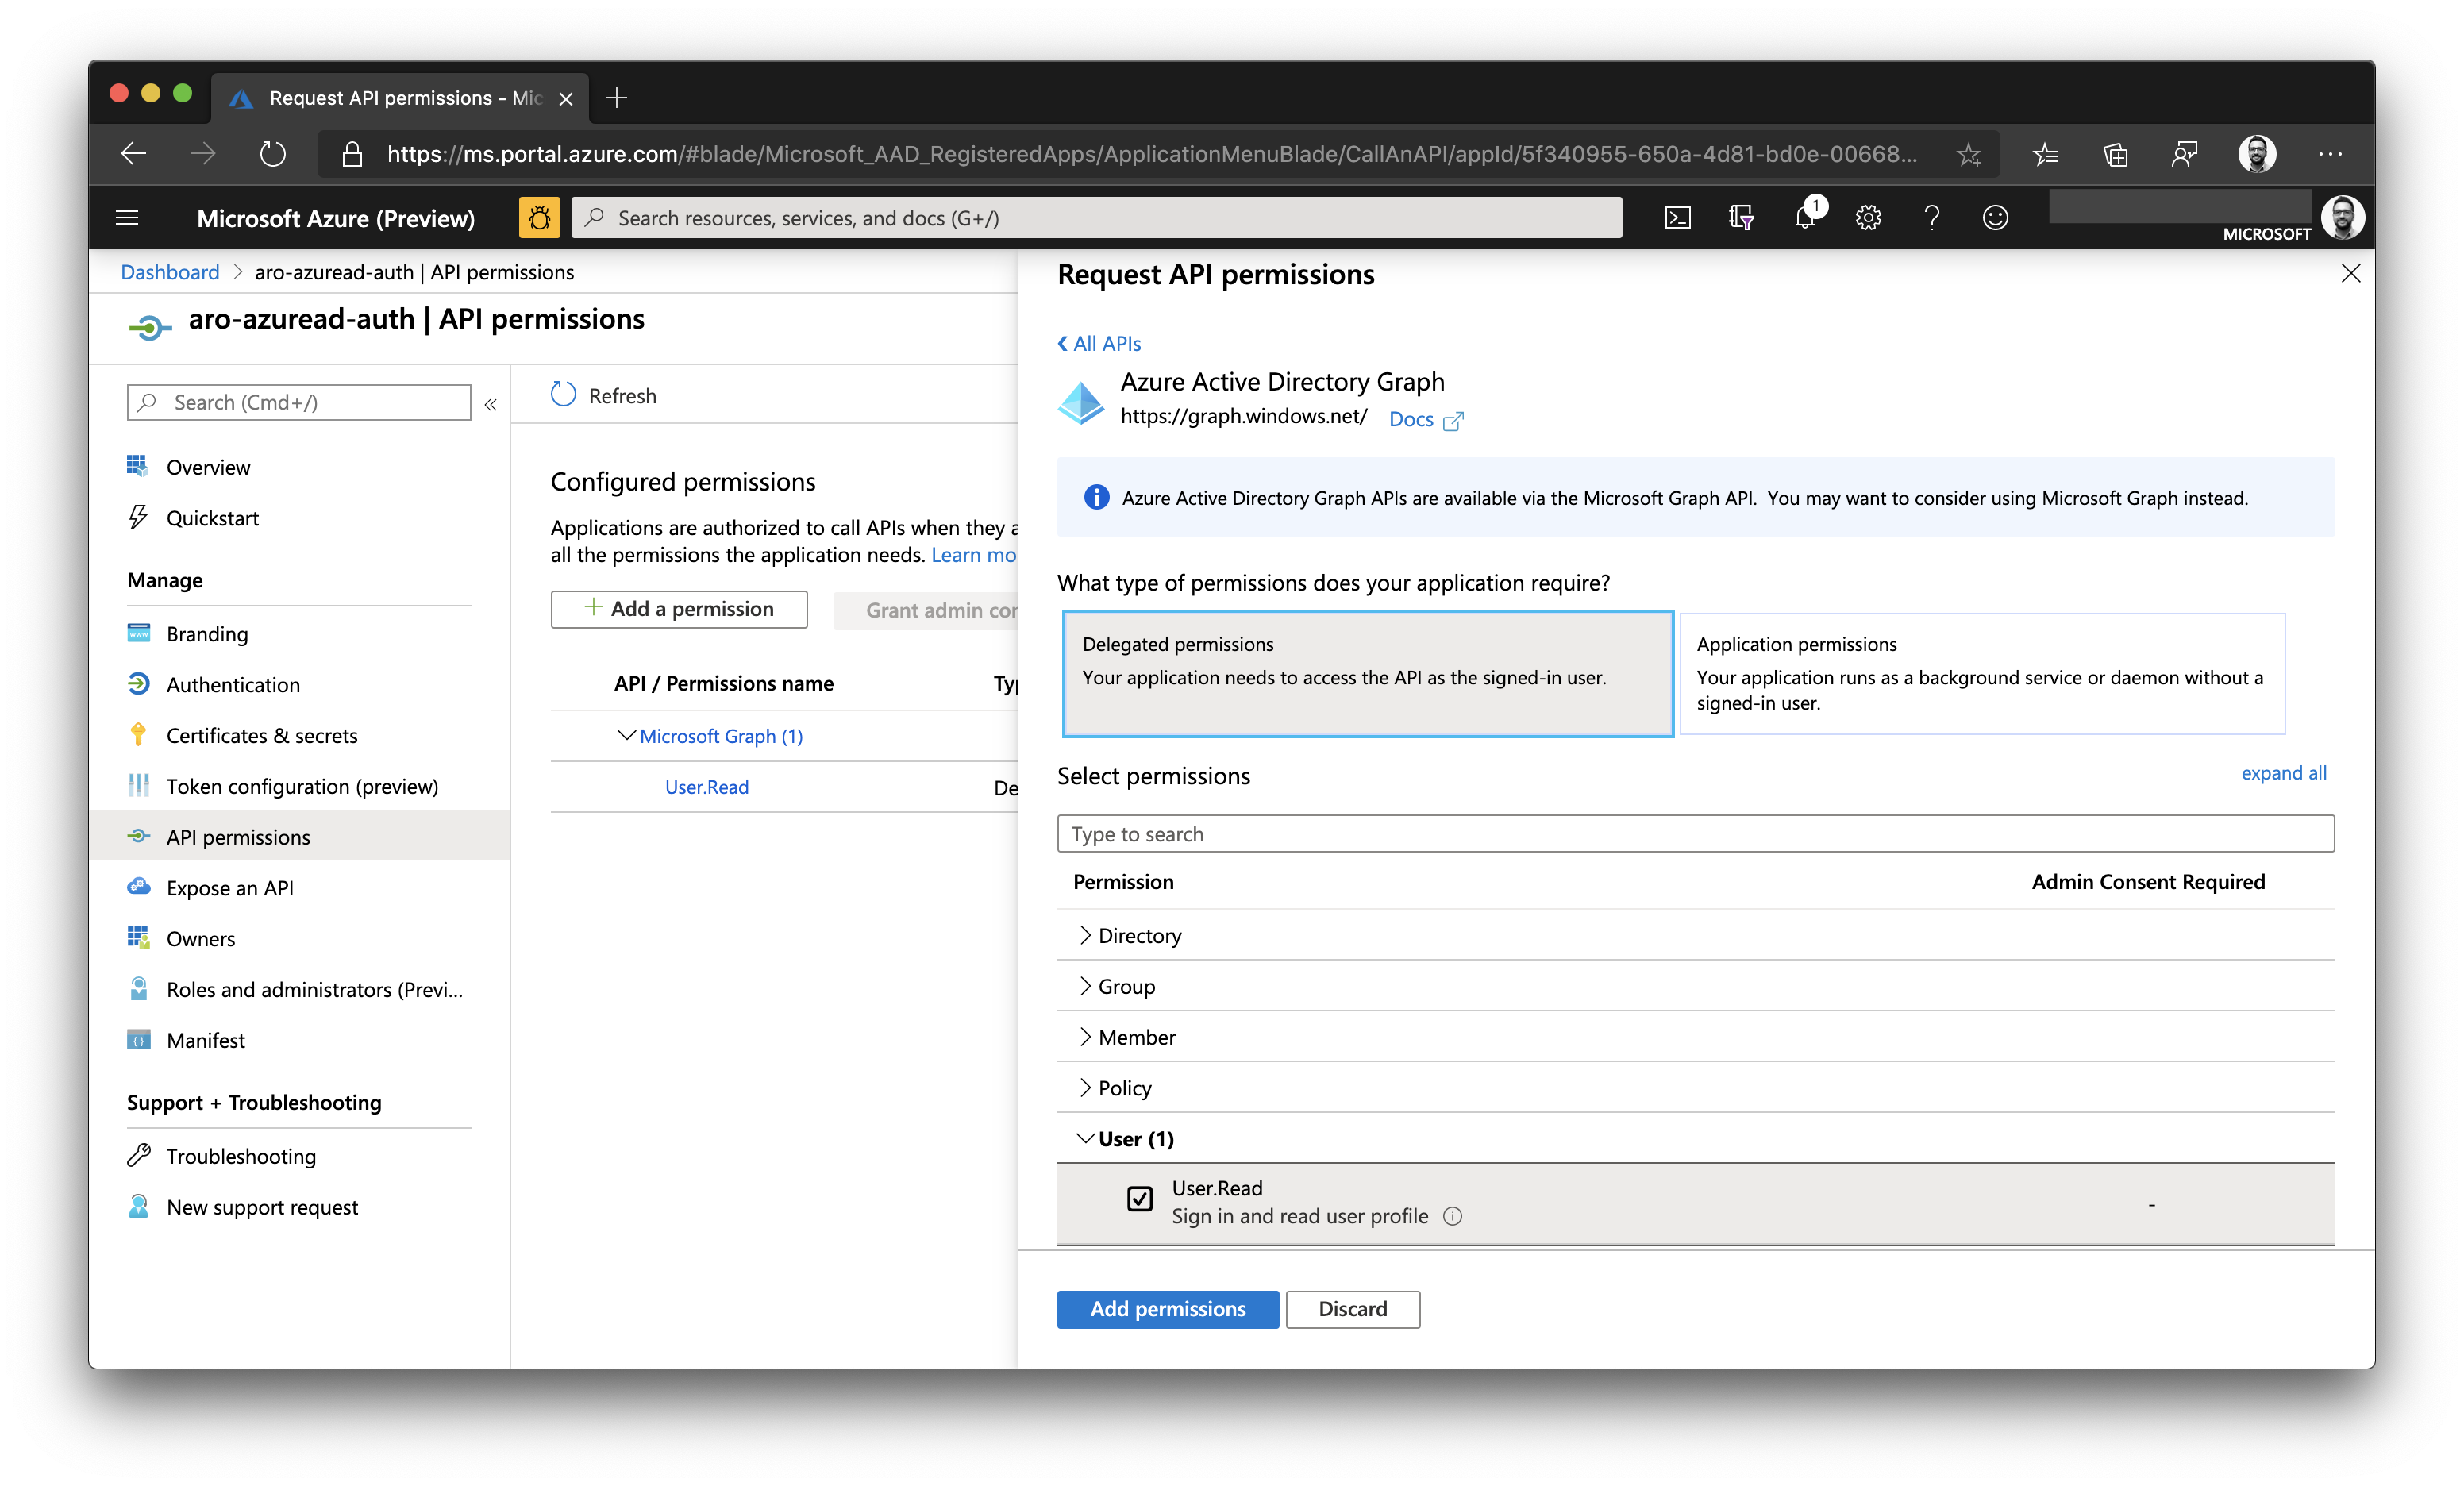 Request API permissions - Mic
https://ms.portal.azure.com/#blade/Microsoft_AAD_RegisteredApps/ApplicationMenuBlade/CallAnAPI/appId/5f340955-650a-4d81-bd0e-00668...
Microsoft Azure (Preview)
Search resources, services, and docs (G+/)
1
MICROSOFT
Dashboard > aro-azuread-auth | API permissions
aro-azuread-auth | API permissions
Search (Cmd+/)
«
Overview
Quickstart
Manage
Branding
Authentication
Certificates & secrets
Token configuration (preview)
API permissions
Expose an API
Owners
Roles and administrators (Previ...
Manifest
Support + Troubleshooting
Troubleshooting
New support request
Refresh
Configured permissions
Applications are authorized to call APIs when they a
all the permissions the application needs. Learn mo
+ Add a permission
Grant admin con
API / Permissions name
Typ
Microsoft Graph (1)
User.Read
De
Request API permissions
All APIs
Azure Active Directory Graph
https://graph.windows.net/ Docs
Azure Active Directory Graph APIs are available via the Microsoft Graph API. You may want to consider using Microsoft Graph instead.
What type of permissions does your application require?
Delegated permissions
Your application needs to access the API as the signed-in user.
Application permissions
Your application runs as a background service or daemon without a
signed-in user.
Select permissions
expand all
Type to search
Permission
Admin Consent Required
Directory
Group
Member
Policy
User (1)
User.Read
Sign in and read user profile
-
Add permissions
Discard